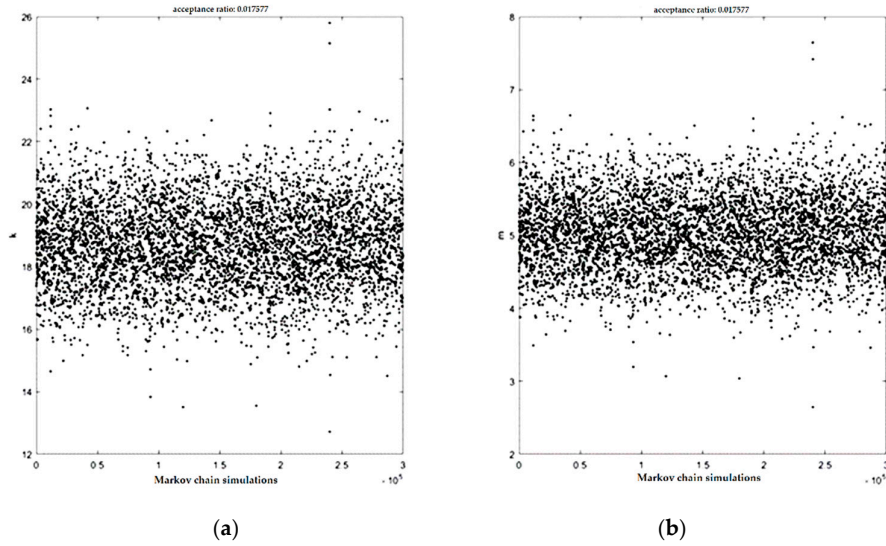 acceptance ratio: 0.017577
26
24
22
20
18
16
14
12
k
0 0 5 1 1 5 2 2 5 3
Markov chain simulations
· 10⁵
(a)
acceptance ratio: 0.017577
8
7
6
5
4
3
2
m
0 0 5 1 1 5 2 2 5 3
Markov chain simulations
· 10⁵
(b)